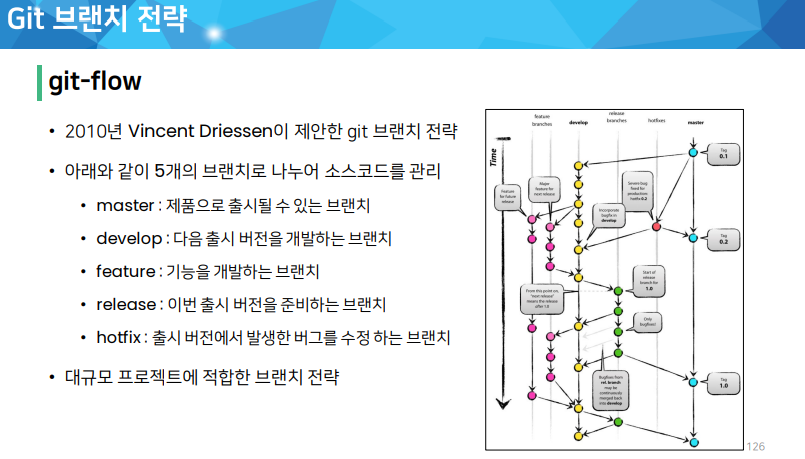 Git 브랜치 전략
git-flow
• 2010년 Vincent Driessen이 제안한 git 브랜치 전략
• 아래와 같이 5개의 브랜치로 나누어 소스코드를 관리
• master : 제품으로 출시될 수 있는 브랜치
• develop : 다음 출시 버전을 개발하는 브랜치
• feature : 기능을 개발하는 브랜치
• release : 이번 출시 버전을 준비하는 브랜치
• hotfix : 출시 버전에서 발생한 버그를 수정 하는 브랜치
• 대규모 프로젝트에 적합한 브랜치 전략
feature
branches
develop
release
branches
hotfixes
master
Time
Tag
0.1
Feature
for future
release
Major
feature for
next release
Severe bug
fixed for
production:
hotfix 0.2
Incorporate
bugfix in
develop
Tag
0.2
Start of
release
branch for
1.0
From this point on,
"next release"
means the release
after 1.0
Only
bugfixes!
Bugfixes from
rel. branch
may be
continuously
merged back
into develop
Tag
1.0
126